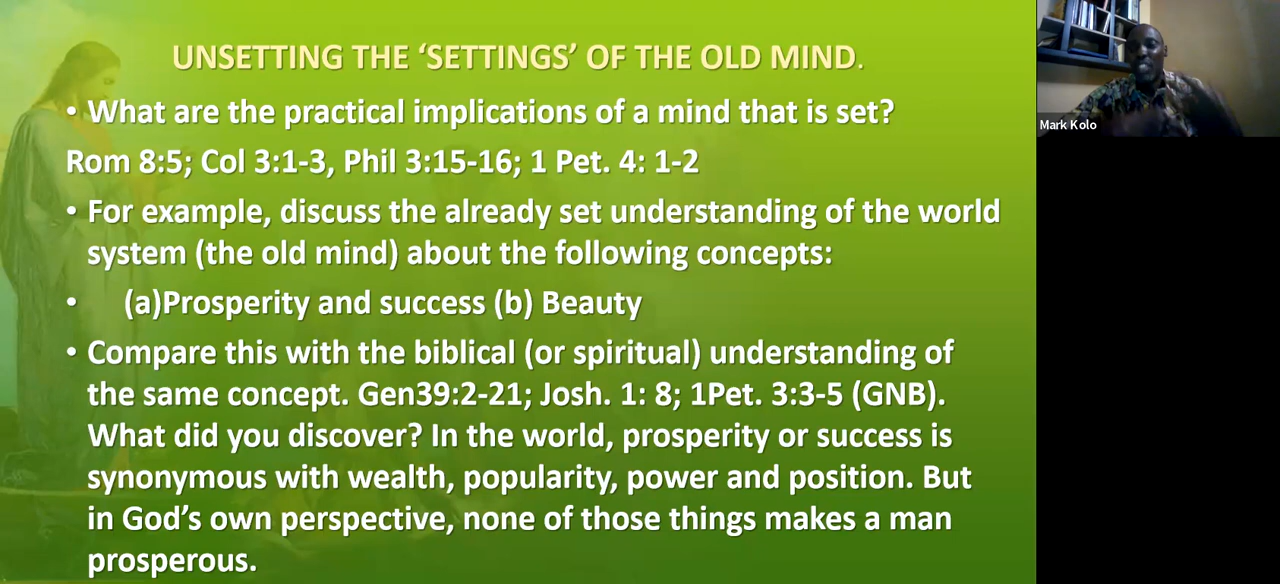 UNSETTING THE ‘SETTINGS’ OF THE OLD MIND.
• What are the practical implications of a mind that is set?
Rom 8:5; Col 3:1-3, Phil 3:15-16; 1 Pet. 4: 1-2
• For example, discuss the already set understanding of the world
system (the old mind) about the following concepts:
• (a)Prosperity and success (b) Beauty
• Compare this with the biblical (or spiritual) understanding of
the same concept. Gen39:2-21; Josh. 1: 8; 1Pet. 3:3-5 (GNB).
What did you discover? In the world, prosperity or success is
synonymous with wealth, popularity, power and position. But
in God’s own perspective, none of those things makes a man
prosperous.
Mark Kolo